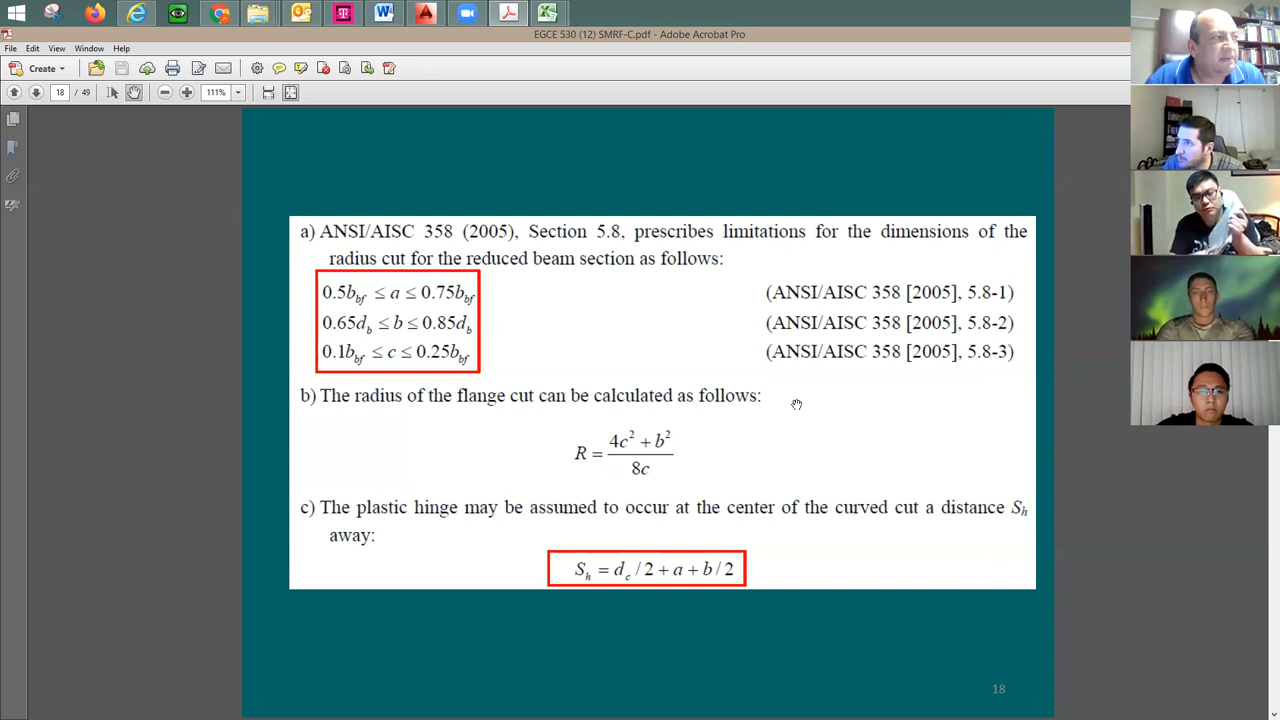 EGCE 530 (12) SMRF-C.pdf - Adobe Acrobat Pro
File Edit View Window Help
Create
18 / 49 111%
a) ANSI/AISC 358 (2005), Section 5.8, prescribes limitations for the dimensions of the
radius cut for the reduced beam section as follows:
0.5b_bf ≤ a ≤ 0.75b_bf (ANSI/AISC 358 [2005], 5.8-1)
0.65d_b ≤ b ≤ 0.85d_b (ANSI/AISC 358 [2005], 5.8-2)
0.1b_bf ≤ c ≤ 0.25b_bf (ANSI/AISC 358 [2005], 5.8-3)
b) The radius of the flange cut can be calculated as follows:
R = (4c² + b²) / 8c
c) The plastic hinge may be assumed to occur at the center of the curved cut a distance S_h
away:
S_h = d_c / 2 + a + b / 2
18